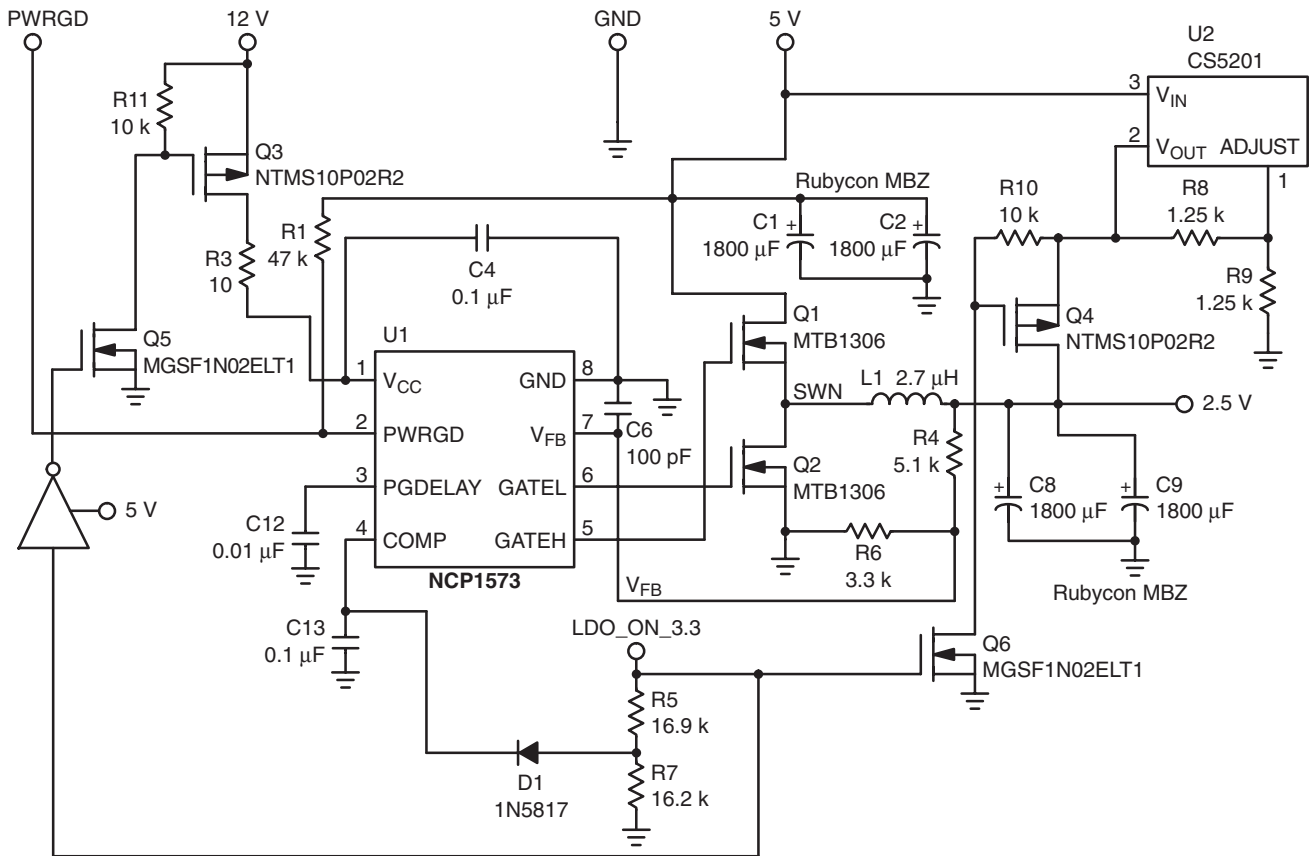 PWRGD
12 V
GND
5 V
U2
CS5201
3
V_IN
2
V_OUT
ADJUST
1
R11
10 k
Q3
NTMS10P02R2
R3
10
R1
47 k
C4
0.1 µF
Rubycon MBZ
C1
+
1800 µF
C2
+
1800 µF
R10
10 k
R8
1.25 k
R9
1.25 k
Q5
MGSF1N02ELT1
U1
1
V_CC
2
PWRGD
3
PGDELAY
4
COMP
GND
8
V_FB
7
GATEL
6
GATEH
5
NCP1573
C6
100 pF
Q1
MTB1306
SWN
L1 2.7 µH
Q2
MTB1306
Q4
NTMS10P02R2
2.5 V
R4
5.1 k
R6
3.3 k
C8
+
1800 µF
C9
+
1800 µF
Rubycon MBZ
5 V
C12
0.01 µF
V_FB
C13
0.1 µF
LDO_ON_3.3
R5
16.9 k
R7
16.2 k
D1
1N5817
Q6
MGSF1N02ELT1